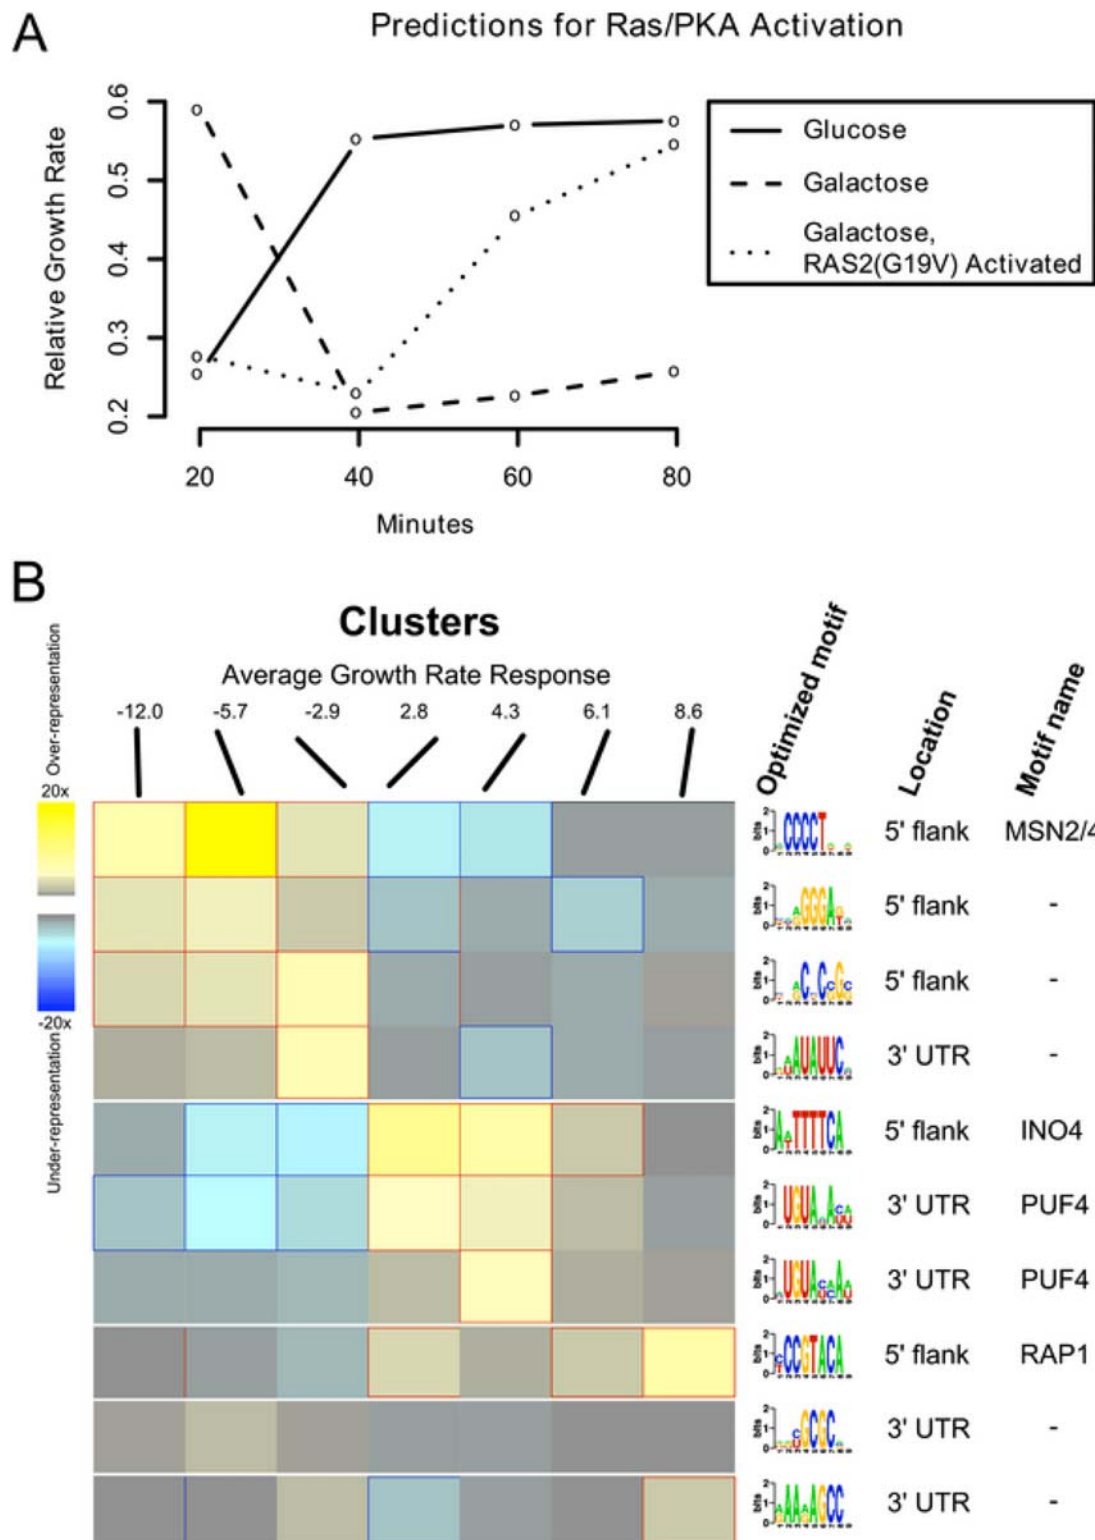 A
Predictions for Ras/PKA Activation
Relative Growth Rate
0.6
0.5
0.4
0.3
0.2
20 40 60 80
Minutes
Glucose
Galactose
Galactose,
RAS2(G19V) Activated
B
Clusters
Average Growth Rate Response
-12.0 -5.7 -2.9 2.8 4.3 6.1 8.6
Over-representation
20x
-20x
Under-representation
Optimized motif
Location
Motif name
5' flank MSN2/4
5' flank -
5' flank -
3' UTR -
5' flank INO4
3' UTR PUF4
3' UTR PUF4
5' flank RAP1
3' UTR -
3' UTR -